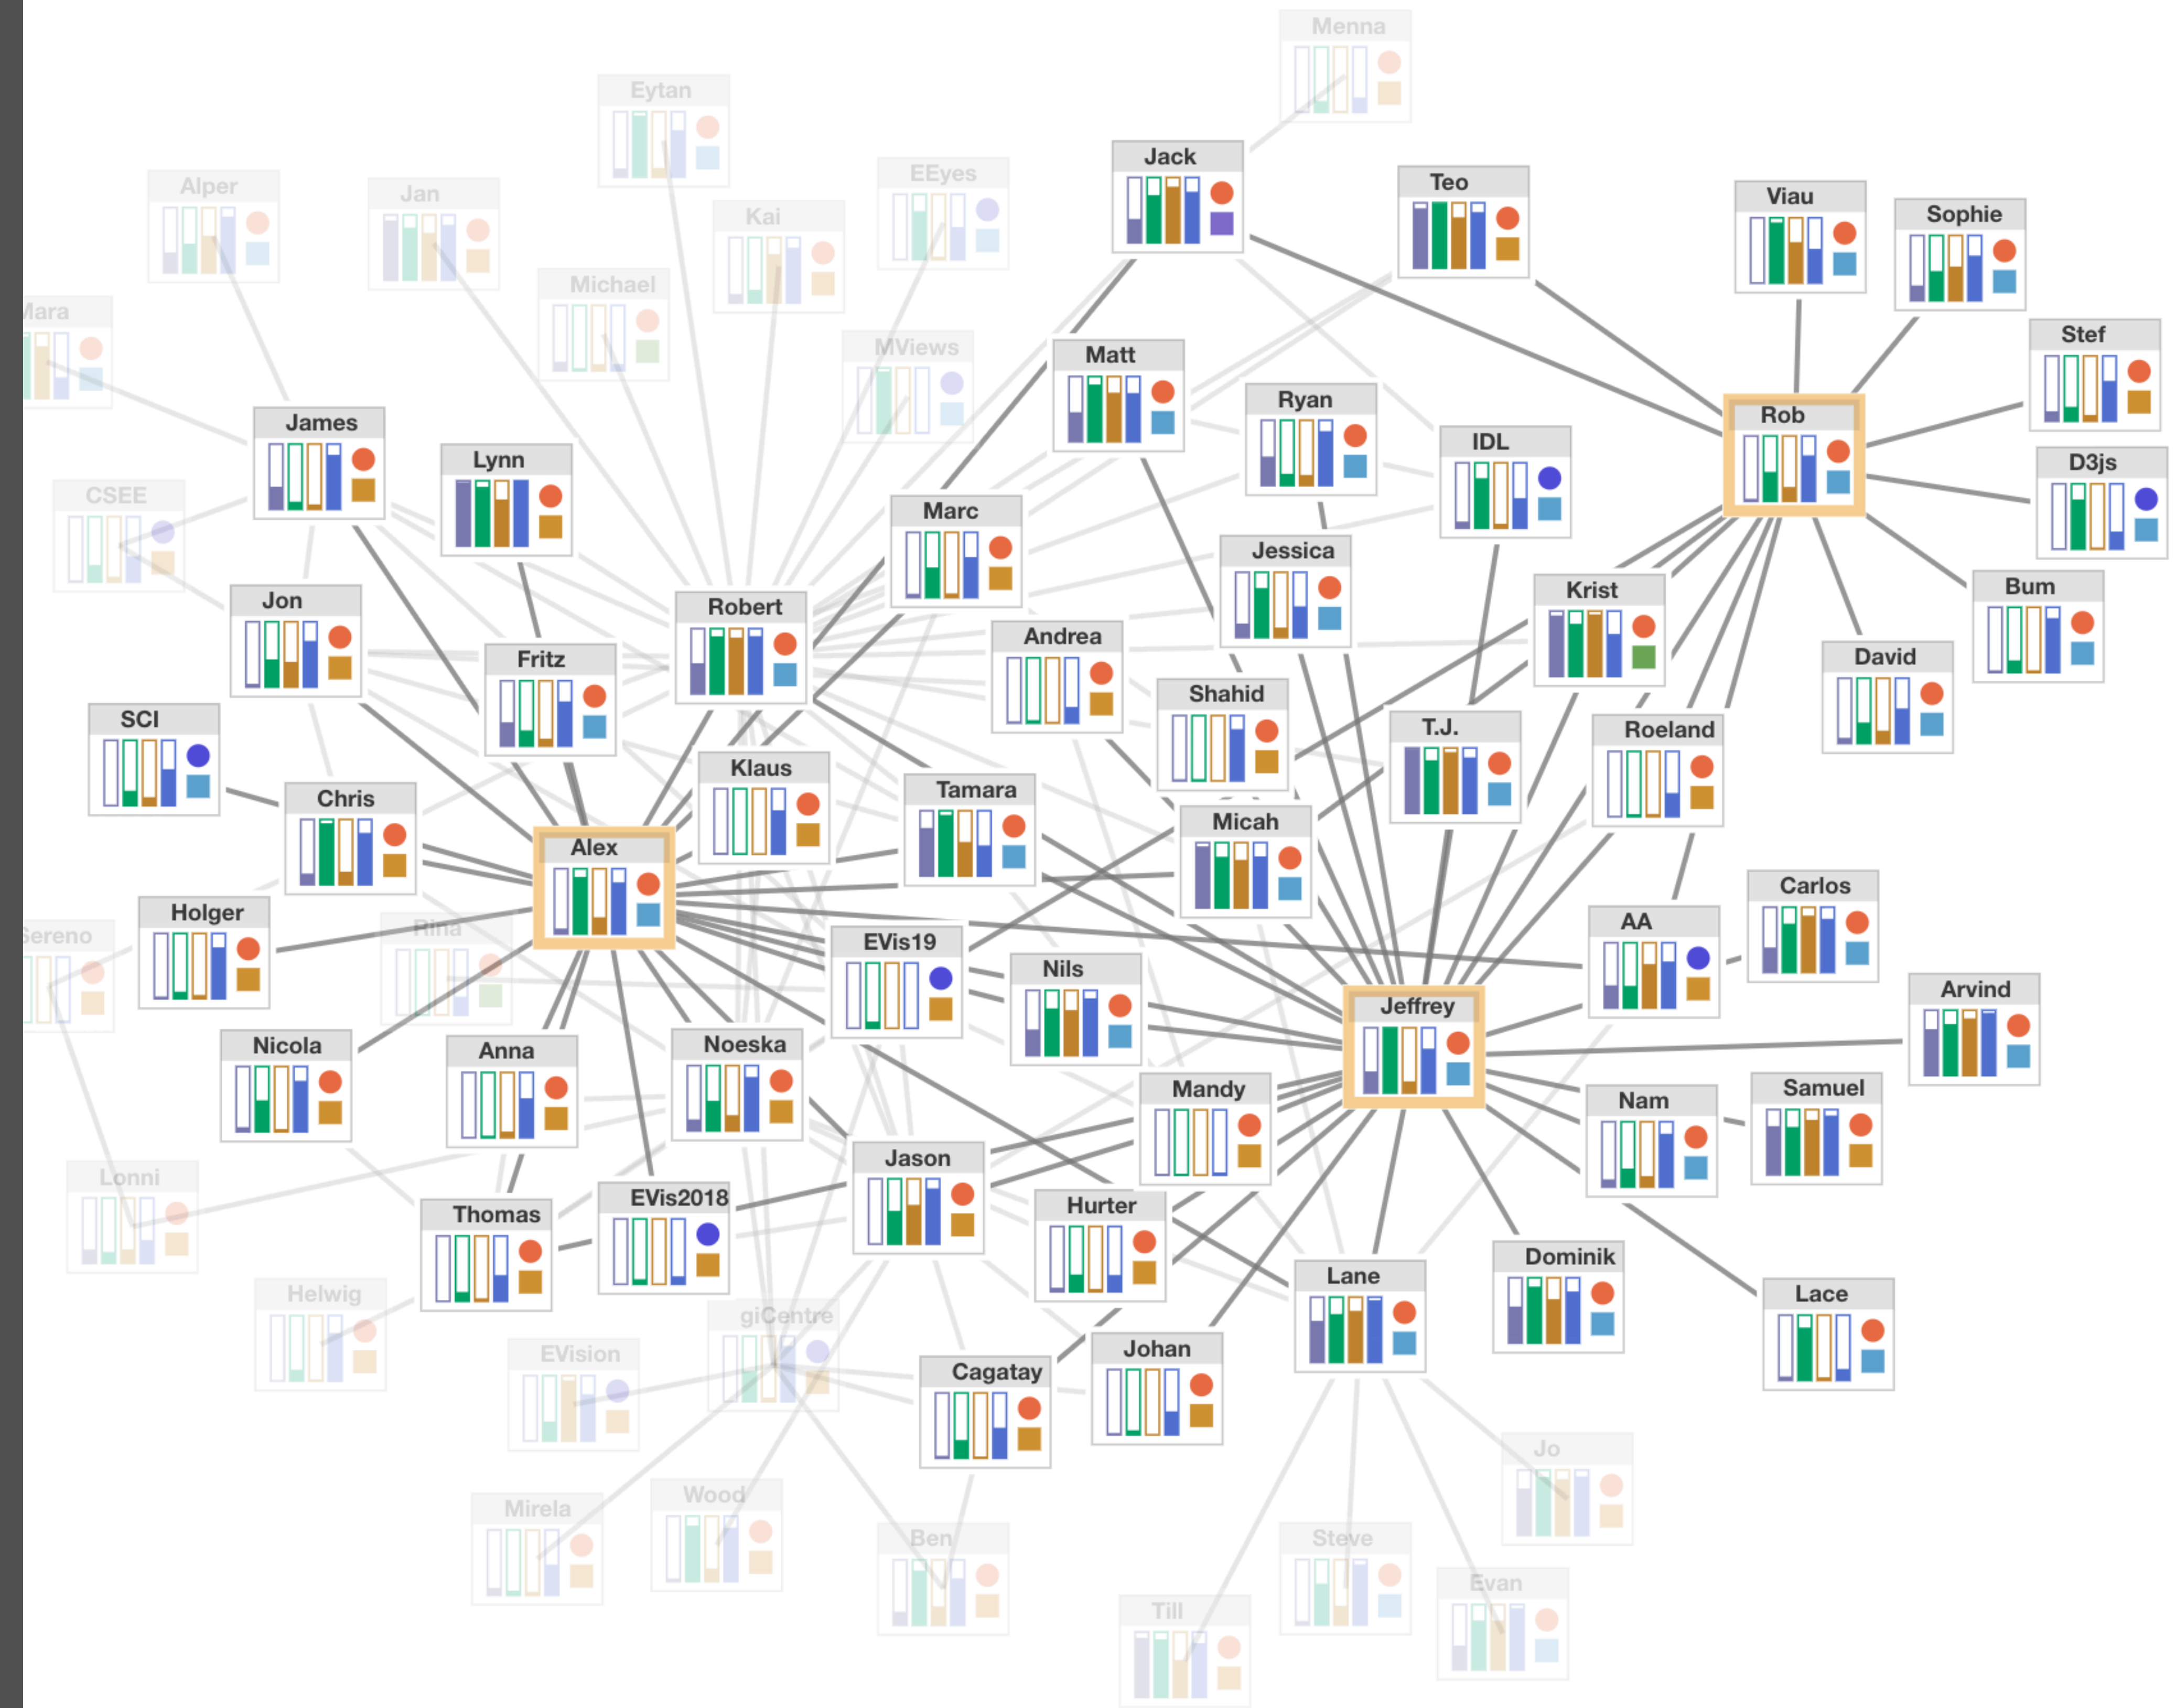 Menna
Eytan
Jack
EEyes
Teo
Alper
Jan
Viau
Kai
Sophie
Michael
Mara
Stef
MViews
Matt
Ryan
Rob
James
IDL
Lynn
D3js
CSEE
Marc
Jessica
Bum
Krist
Jon
Robert
Andrea
David
Fritz
Shahid
SCI
T.J.
Roeland
Klaus
Tamara
Chris
Micah
Alex
Carlos
Holger
AA
Rina
Sereno
EVis19
Nils
Arvind
Jeffrey
Nicola
Noeska
Anna
Samuel
Mandy
Nam
Jason
Lonni
EVis2018
Hurter
Thomas
Dominik
Lane
Helwig
Lace
giCentre
Johan
EVision
Cagatay
Jo
Wood
Mirela
Ben
Steve
Evan
Till